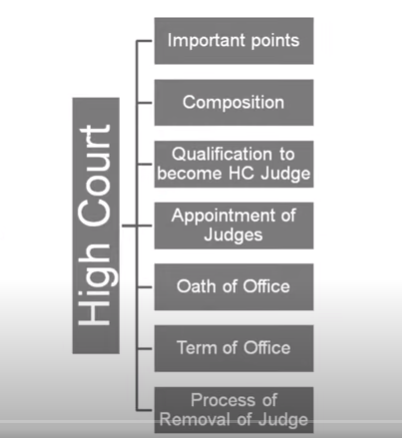 High Court
Important points
Composition
Qualification to
become HC Judge
Appointment of
Judges
Oath of Office
Term of Office
Process of
Removal of Judge